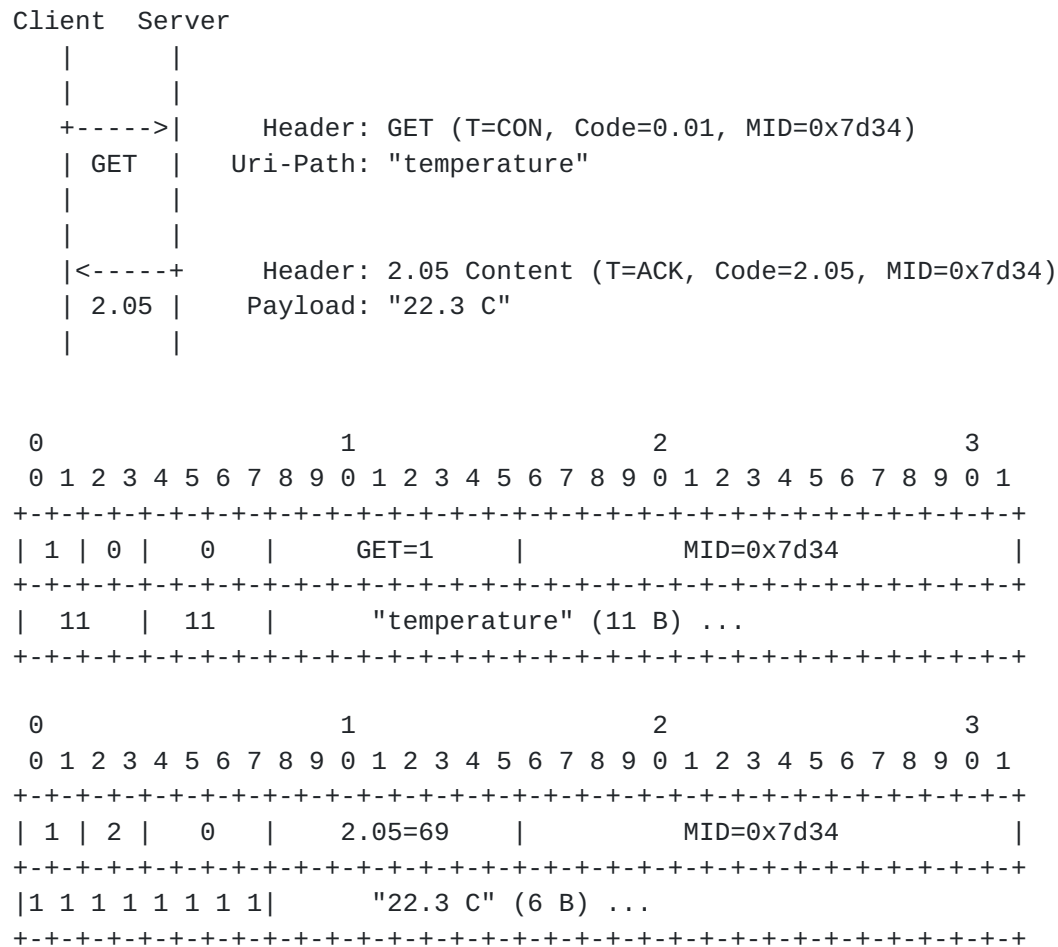 Client  Server
   |      |
   |      |
   +----->|     Header: GET (T=CON, Code=0.01, MID=0x7d34)
   | GET  |   Uri-Path: "temperature"
   |      |
   |      |
   |<-----+     Header: 2.05 Content (T=ACK, Code=2.05, MID=0x7d34)
   | 2.05 |    Payload: "22.3 C"
   |      |

 0                   1                   2                   3
 0 1 2 3 4 5 6 7 8 9 0 1 2 3 4 5 6 7 8 9 0 1 2 3 4 5 6 7 8 9 0 1
+-+-+-+-+-+-+-+-+-+-+-+-+-+-+-+-+-+-+-+-+-+-+-+-+-+-+-+-+-+-+-+-+
| 1 | 0 |   0   |     GET=1     |          MID=0x7d34           |
+-+-+-+-+-+-+-+-+-+-+-+-+-+-+-+-+-+-+-+-+-+-+-+-+-+-+-+-+-+-+-+-+
|  11   |  11   |      "temperature" (11 B) ...
+-+-+-+-+-+-+-+-+-+-+-+-+-+-+-+-+-+-+-+-+-+-+-+-+-+-+-+-+-+-+-+-+

 0                   1                   2                   3
 0 1 2 3 4 5 6 7 8 9 0 1 2 3 4 5 6 7 8 9 0 1 2 3 4 5 6 7 8 9 0 1
+-+-+-+-+-+-+-+-+-+-+-+-+-+-+-+-+-+-+-+-+-+-+-+-+-+-+-+-+-+-+-+-+
| 1 | 2 |   0   |    2.05=69    |          MID=0x7d34           |
+-+-+-+-+-+-+-+-+-+-+-+-+-+-+-+-+-+-+-+-+-+-+-+-+-+-+-+-+-+-+-+-+
|1 1 1 1 1 1 1 1|      "22.3 C" (6 B) ...
+-+-+-+-+-+-+-+-+-+-+-+-+-+-+-+-+-+-+-+-+-+-+-+-+-+-+-+-+-+-+-+-+